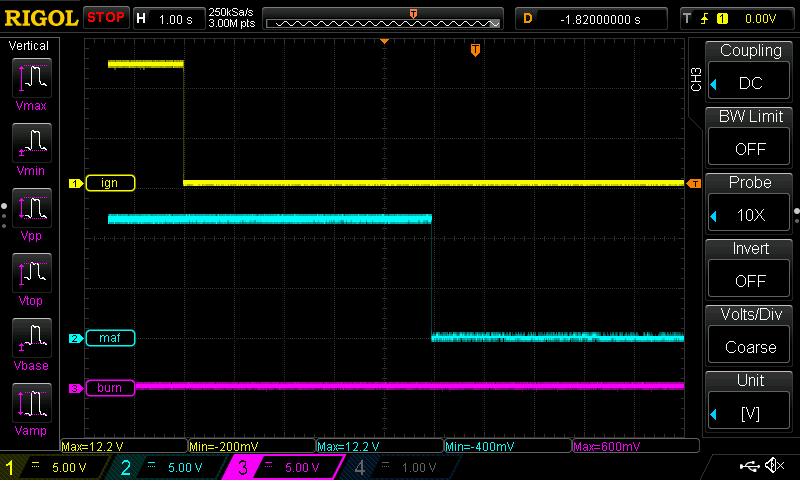 RIGOL STOP H 1.00 s 250kSa/s 3.00M pts D -1.82000000 s T 1 0.00V
T
T
Vertical
Vmax
Vmin
Vpp
Vtop
Vbase
Vamp
1 ign
T
2 maf
3 burn
CH3
Coupling
DC
BW Limit
OFF
Probe
10X
Invert
OFF
Volts/Div
Coarse
Unit
[V]
Max=12.2 V Min=-200mV Max=12.2 V Min=-400mV Max=600mV
1 5.00 V 2 5.00 V 3 5.00 V 4 1.00 V